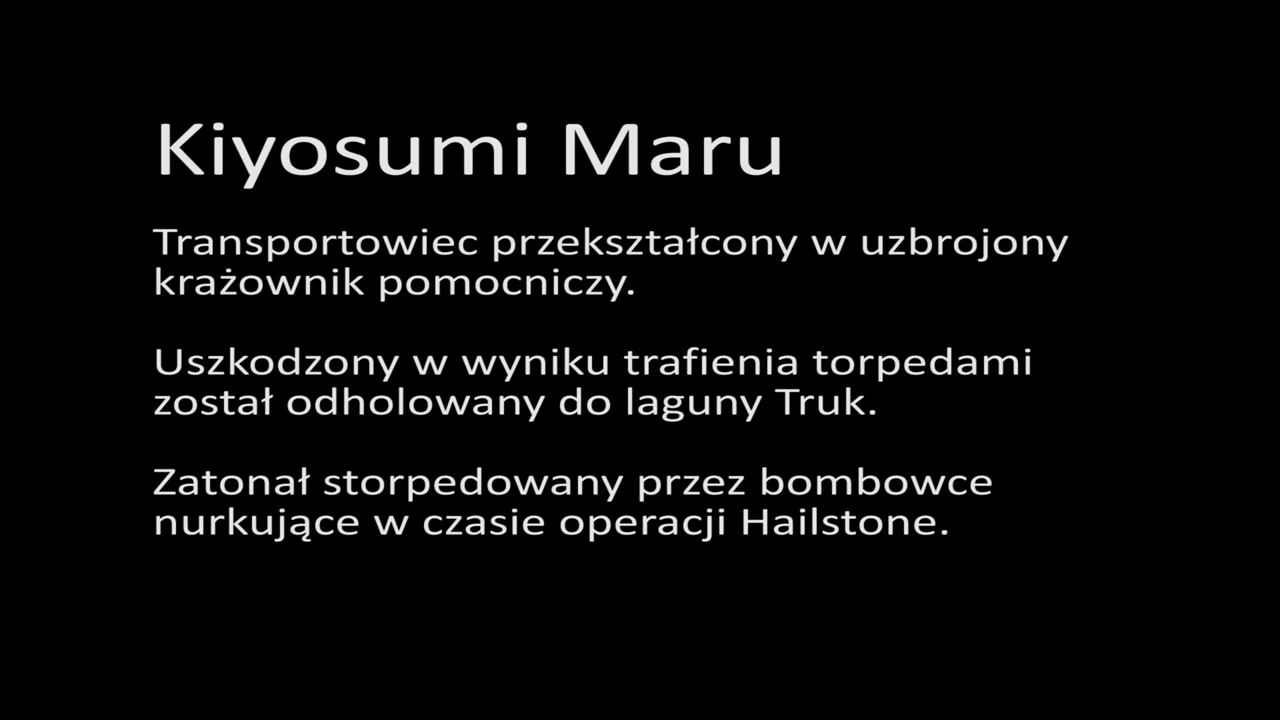 Kiyosumi Maru
Transportowiec przekształcony w uzbrojony
krażownik pomocniczy.
Uszkodzony w wyniku trafienia torpedami
został odholowany do laguny Truk.
Zatonał storpedowany przez bombowce
nurkujące w czasie operacji Hailstone.